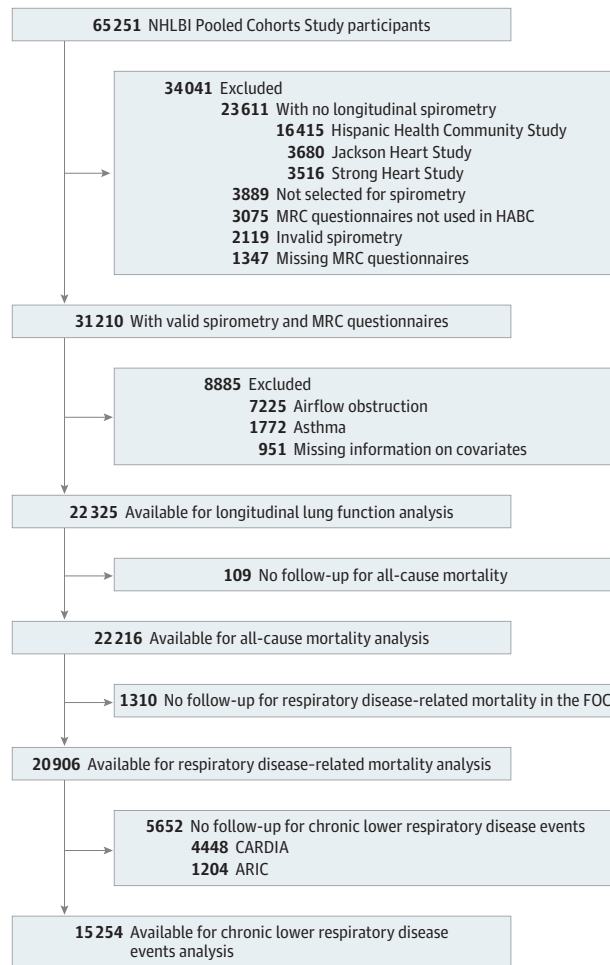 65251 NHLBI Pooled Cohorts Study participants
34041 Excluded
23611 With no longitudinal spirometry
16415 Hispanic Health Community Study
3680 Jackson Heart Study
3516 Strong Heart Study
3889 Not selected for spirometry
3075 MRC questionnaires not used in HABC
2119 Invalid spirometry
1347 Missing MRC questionnaires
31210 With valid spirometry and MRC questionnaires
8885 Excluded
7225 Airflow obstruction
1772 Asthma
951 Missing information on covariates
22325 Available for longitudinal lung function analysis
109 No follow-up for all-cause mortality
22216 Available for all-cause mortality analysis
1310 No follow-up for respiratory disease-related mortality in the FOC
20906 Available for respiratory disease-related mortality analysis
5652 No follow-up for chronic lower respiratory disease events
4448 CARDIA
1204 ARIC
15254 Available for chronic lower respiratory disease
events analysis